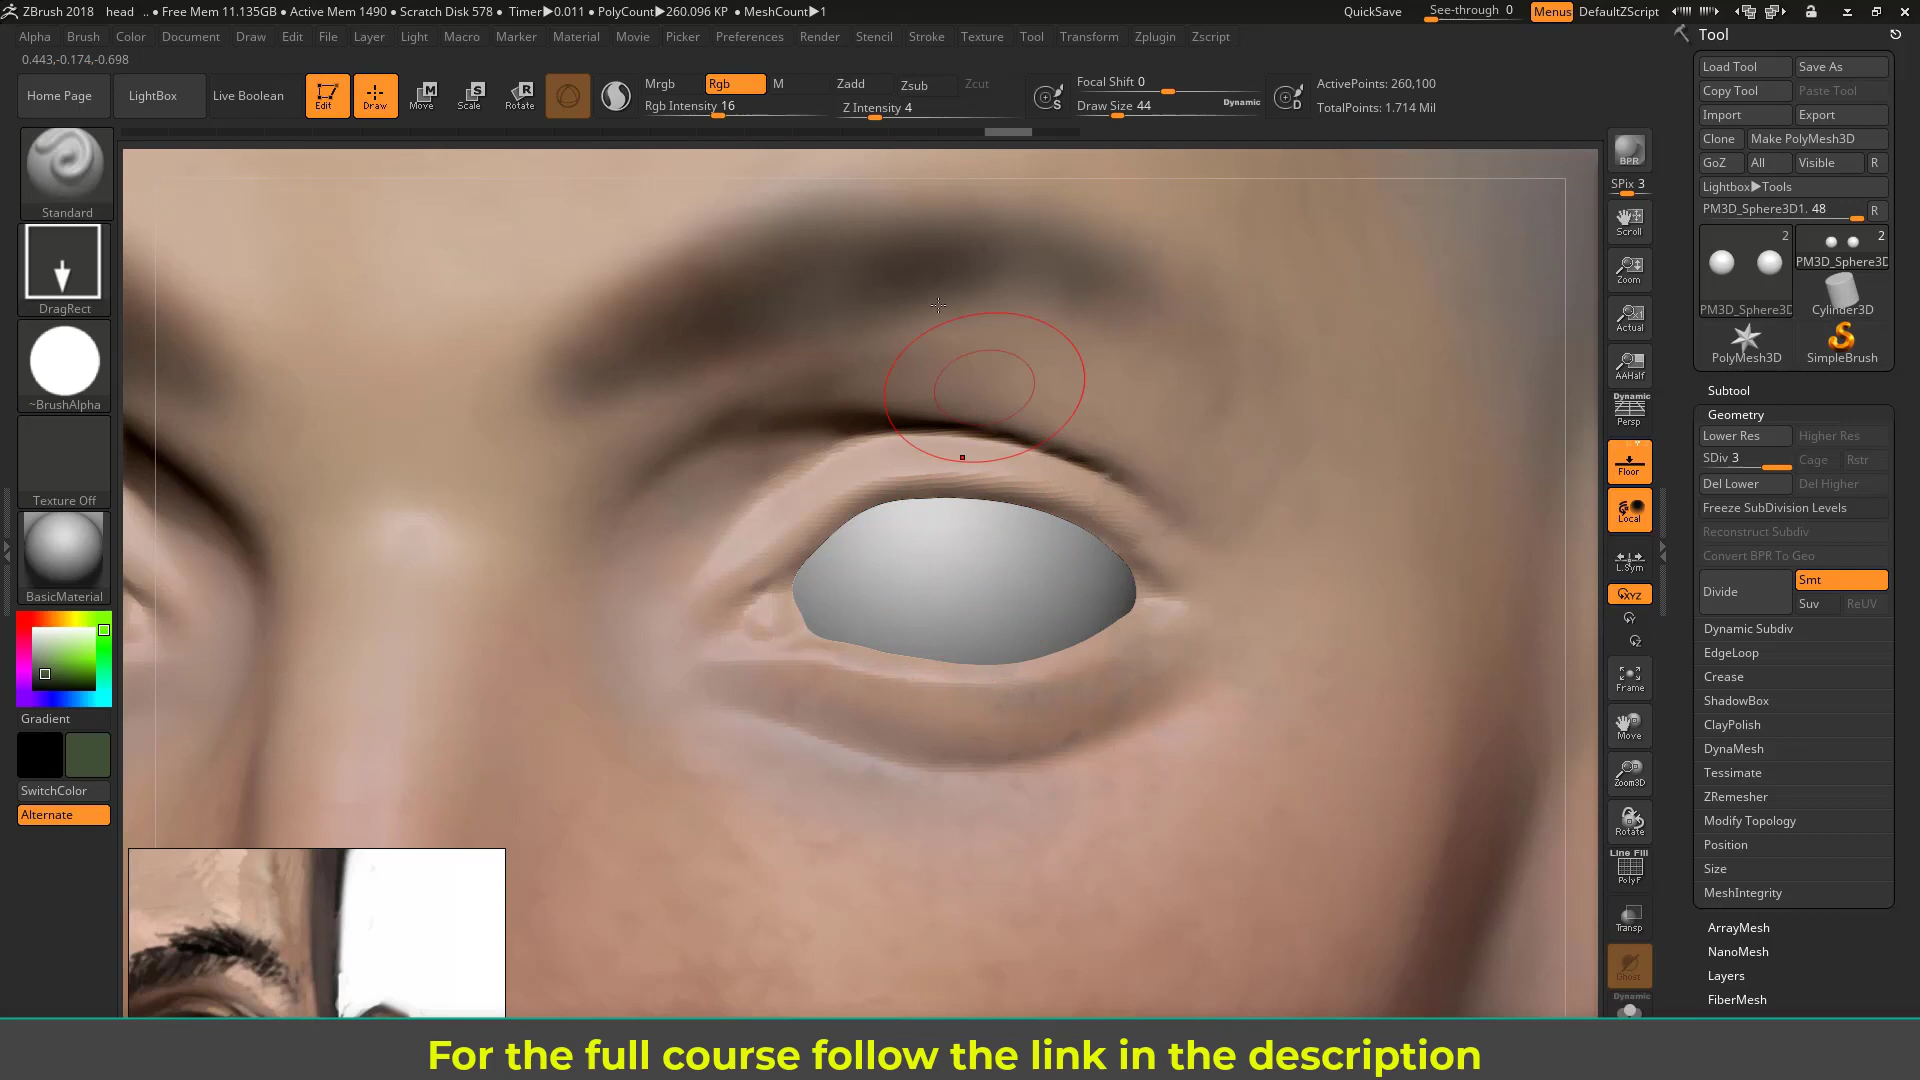 ZBrush 2018 head .. • Free Mem 11.135GB • Active Mem 1490 • Scratch Disk 578 • Timer▶0.011 • PolyCount▶260.096 KP • MeshCount▶1 QuickSave See-through 0 Menus DefaultZScript
Alpha Brush Color Document Draw Edit File Layer Light Macro Marker Material Movie Picker Preferences Render Stencil Stroke Texture Tool Transform Zplugin Zscript
0.443,-0.174,-0.698
Home Page LightBox Live Boolean Edit Draw Move Scale Rotate
Mrgb Rgb M Zadd Zsub Zcut
Rgb Intensity 16 Z Intensity 4
Focal Shift 0
Draw Size 44 Dynamic
ActivePoints: 260,100
TotalPoints: 1.714 Mil
Standard
DragRect
~BrushAlpha
Texture Off
BasicMaterial
Gradient
SwitchColor
Alternate
BPR
SPix 3
Scroll
Zoom
Actual
AAHalf
Dynamic
Persp
Floor
Local
L.Sym
XYZ
Frame
Move
Zoom3D
Rotate
Line Fill
PolyF
Transp
Ghost
Dynamic
Tool
Load Tool Save As
Copy Tool Paste Tool
Import Export
Clone Make PolyMesh3D
GoZ All Visible R
Lightbox▶Tools
PM3D_Sphere3D1. 48 R
2 2
PM3D_Sphere3D
PM3D_Sphere3D Cylinder3D
PolyMesh3D SimpleBrush
Subtool
Geometry
Lower Res Higher Res
SDiv 3 Cage Rstr
Del Lower Del Higher
Freeze SubDivision Levels
Reconstruct Subdiv
Convert BPR To Geo
Divide Smt
Suv ReUV
Dynamic Subdiv
EdgeLoop
Crease
ShadowBox
ClayPolish
DynaMesh
Tessimate
ZRemesher
Modify Topology
Position
Size
MeshIntegrity
ArrayMesh
NanoMesh
Layers
FiberMesh
For the full course follow the link in the description